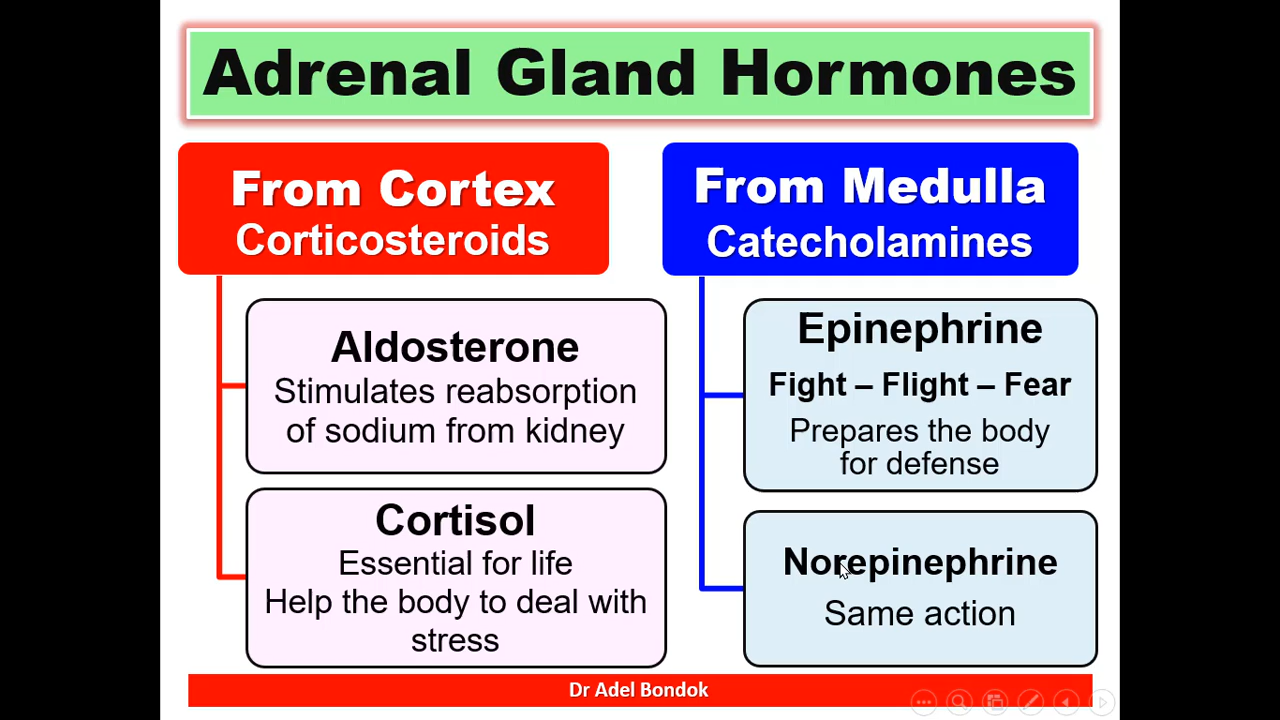 Adrenal Gland Hormones
From Cortex
Corticosteroids
Aldosterone
Stimulates reabsorption
of sodium from kidney
Cortisol
Essential for life
Help the body to deal with
stress
From Medulla
Catecholamines
Epinephrine
Fight – Flight – Fear
Prepares the body
for defense
Norepinephrine
Same action
Dr Adel Bondok